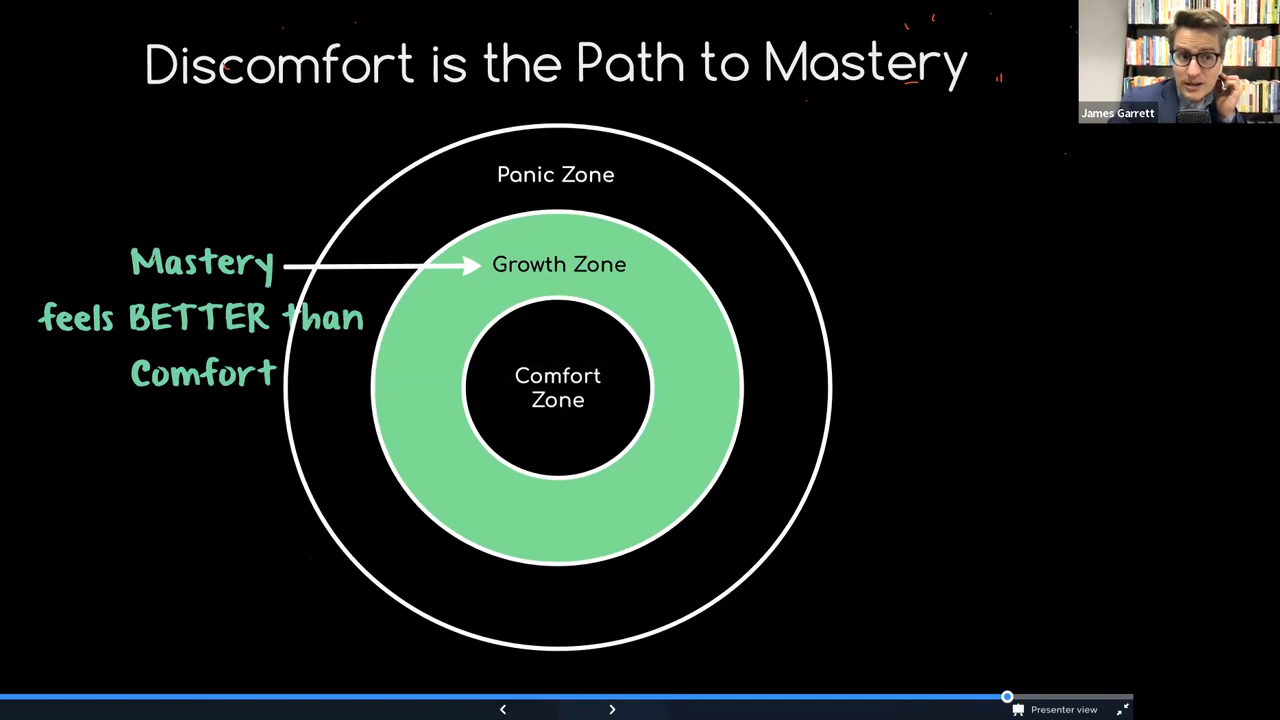 Discomfort is the Path to Mastery
James Garrett
Panic Zone
Mastery
Growth Zone
feels BETTER than
Comfort
Comfort
Zone
Presenter view